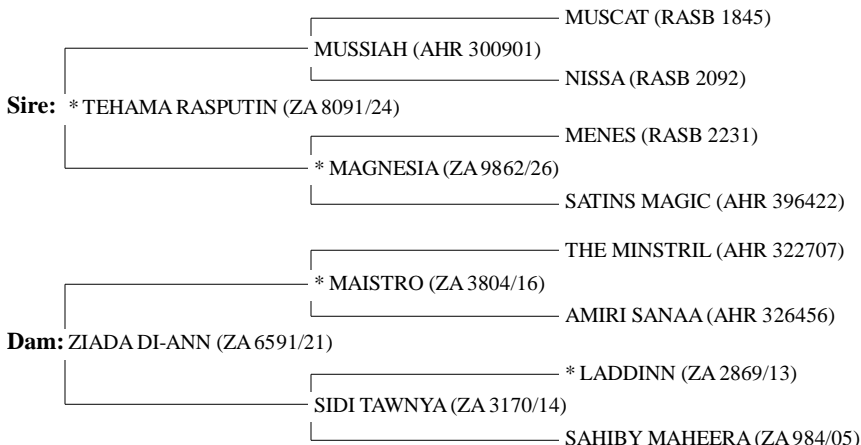 MUSCAT (RASB 1845)
MUSSIAH (AHR 300901)
NISSA (RASB 2092)
Sire: * TEHAMA RASPUTIN (ZA 8091/24)
MENES (RASB 2231)
* MAGNESIA (ZA 9862/26)
SATINS MAGIC (AHR 396422)
THE MINSTRIL (AHR 322707)
* MAISTRO (ZA 3804/16)
AMIRI SANAA (AHR 326456)
Dam: ZIADA DI-ANN (ZA 6591/21)
* LADDINN (ZA 2869/13)
SIDI TAWNYA (ZA 3170/14)
SAHIBY MAHEERA (ZA 984/05)